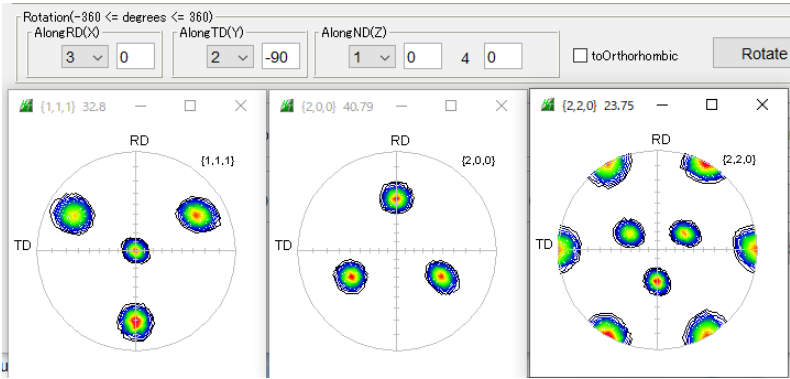 Rotation(-360 <= degrees <= 360)
AlongRD(X) AlongTD(Y) AlongND(Z)
3 0 2 -90 1 0 4 0 toOrthorhombic Rotate
{1,1,1} 32.8 {2,0,0} 40.79 {2,2,0} 23.75
RD RD RD
{1,1,1} {2,0,0} {2,2,0}
TD TD TD